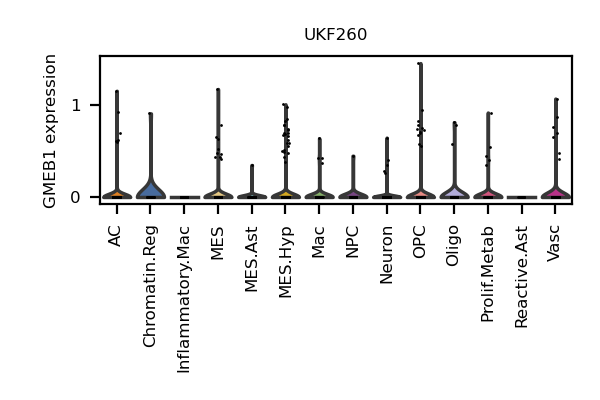 UKF260
GMEB1 expression
1
0
AC
Chromatin.Reg
Inflammatory.Mac
MES
MES.Ast
MES.Hyp
Mac
NPC
Neuron
OPC
Oligo
Prolif.Metab
Reactive.Ast
Vasc